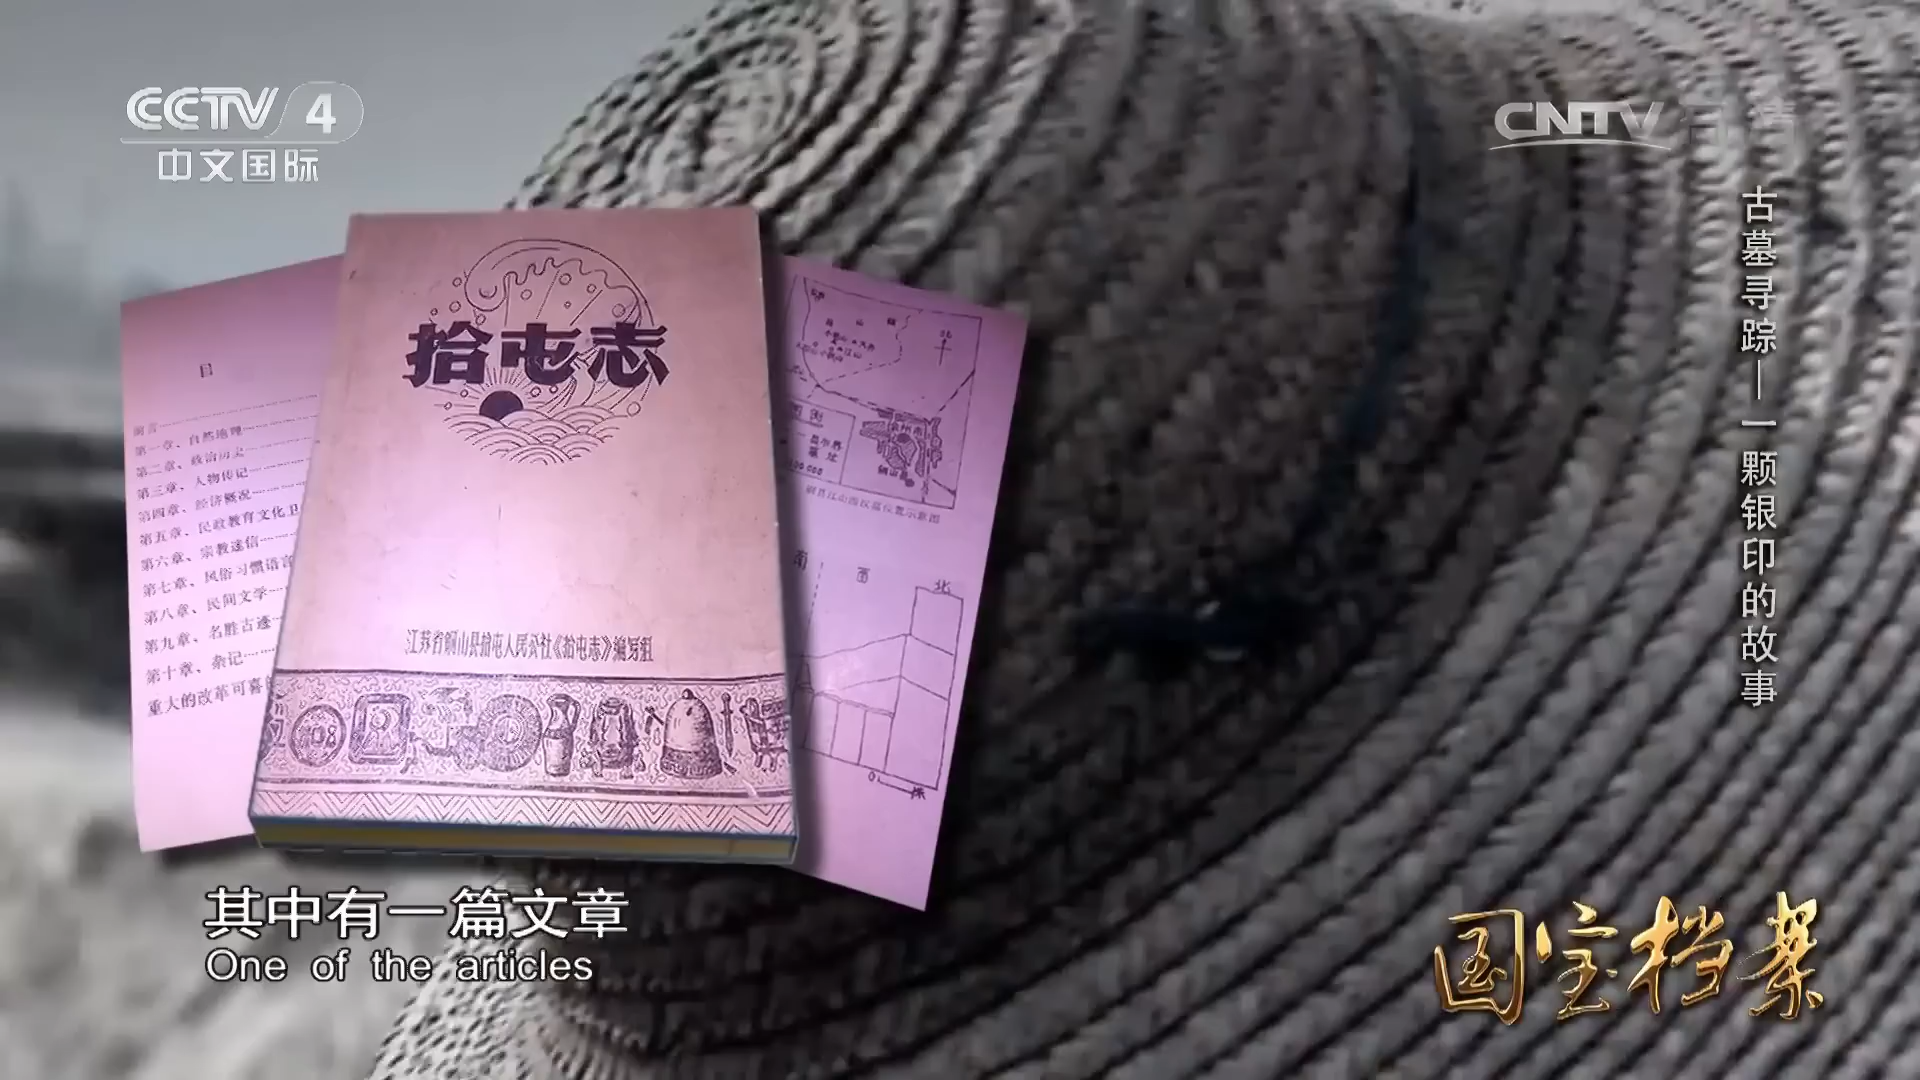 CCTV 4
中文国际
CNTV
古墓寻踪—一颗银印的故事
目
前言
第一章、自然地理
第二章、政治历史
第三章、人物传记
第四章、经济概况
第五章、民政教育文化卫
第六章、宗教迷信
第七章、风俗习惯语言
第八章、民间文学
第九章、名胜古迹
第十章、杂记
重大的改革可喜的
拾屯志
江苏省铜山县拾屯人民公社《拾屯志》编写组
北
南
西
北
其中有一篇文章
One of the articles
国宝档案